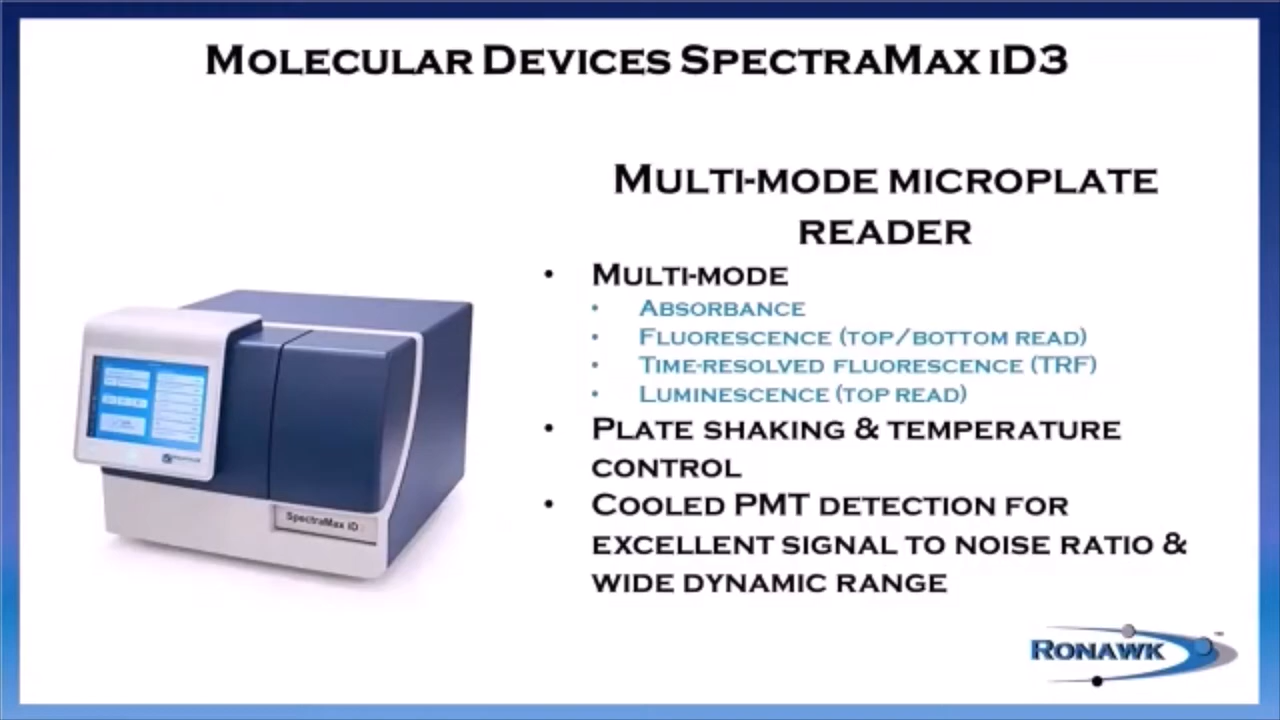 Molecular Devices SpectraMax iD3
Multi-mode microplate
reader
• Multi-mode
• Absorbance
• Fluorescence (top/bottom read)
• Time-resolved fluorescence (TRF)
• Luminescence (top read)
• Plate shaking & temperature
control
• Cooled PMT detection for
excellent signal to noise ratio &
wide dynamic range
SpectraMax iD
Ronawk™